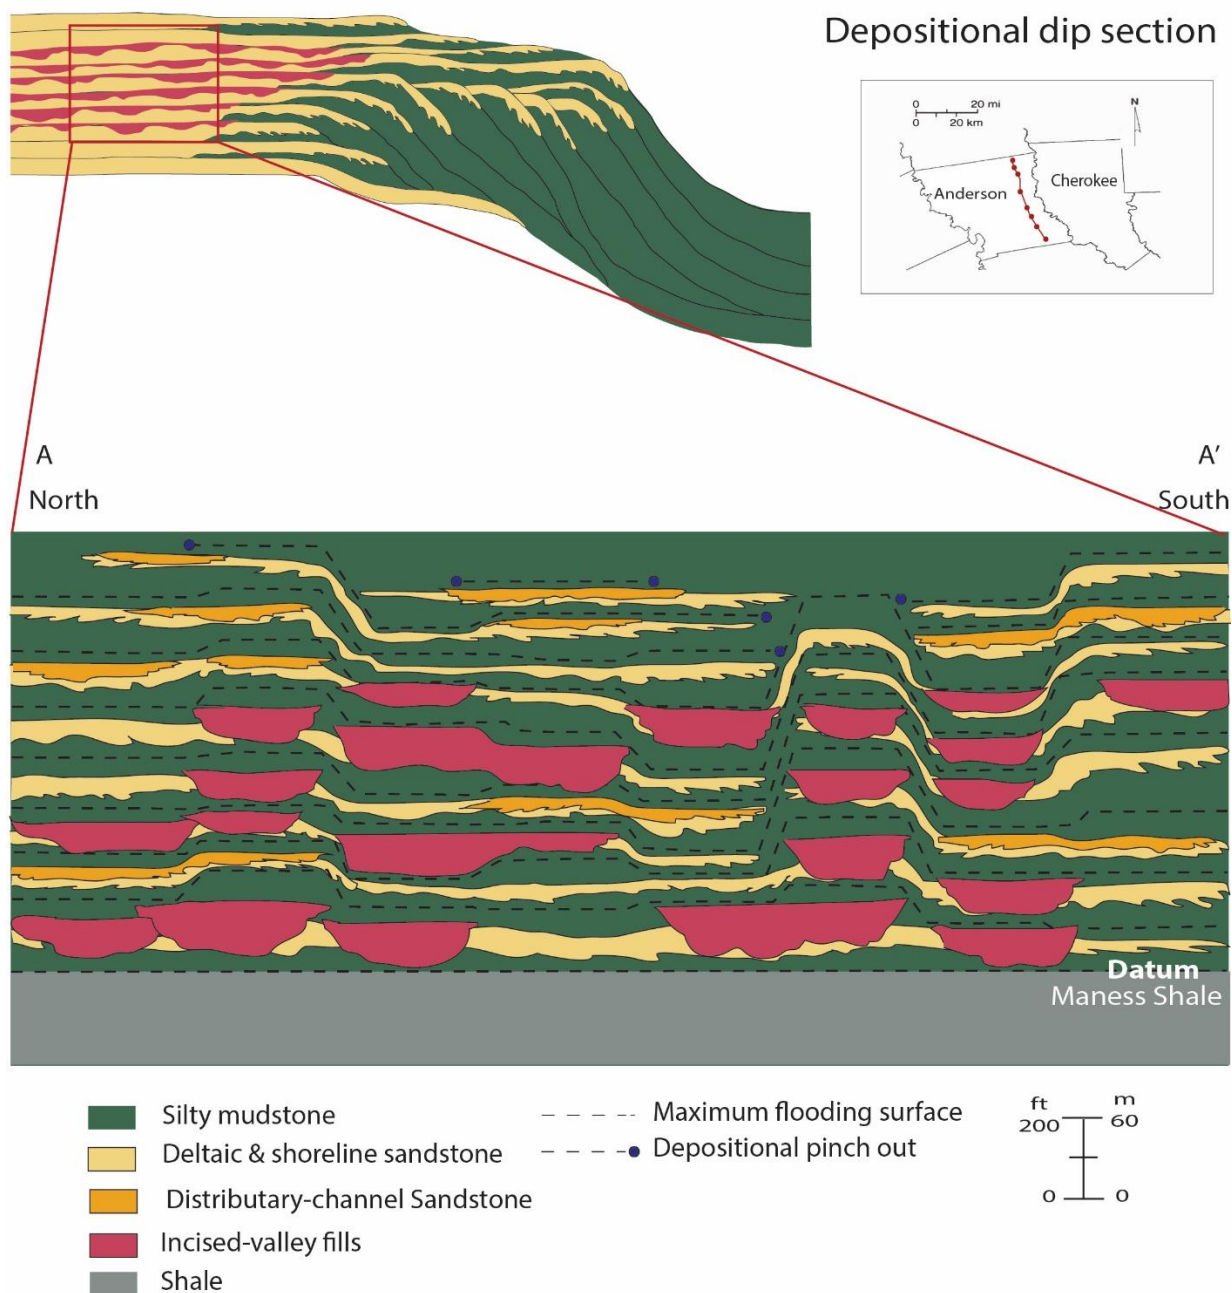 Depositional dip section
0 20 mi
0 20 km
N
Anderson
Cherokee
A
A'
North
South
Datum
Maness Shale
Silty mudstone
Deltaic & shoreline sandstone
Distributary-channel Sandstone
Incised-valley fills
Shale
Maximum flooding surface
Depositional pinch out
ft m
200 60
0 0